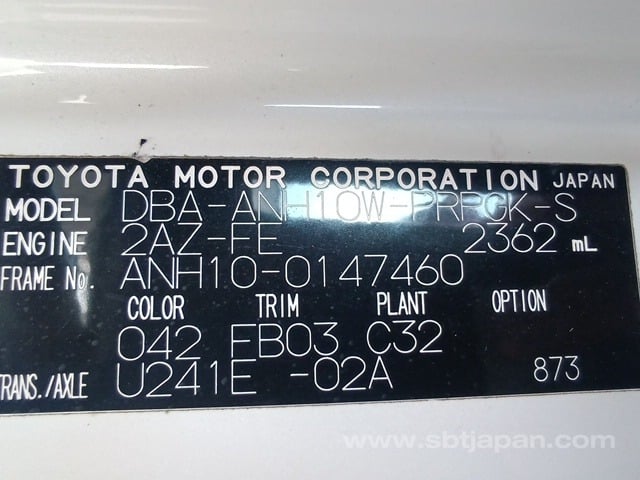 TOYOTA MOTOR CORPORATION JAPAN
MODEL DBA-ANH10W-PRPGK-S
ENGINE 2AZ-FE 2362 mL
FRAME No. ANH10-0147460
COLOR TRIM PLANT OPTION
042 FB03 C32
TRANS./AXLE U241E -02A 873
www.sbtjapan.com